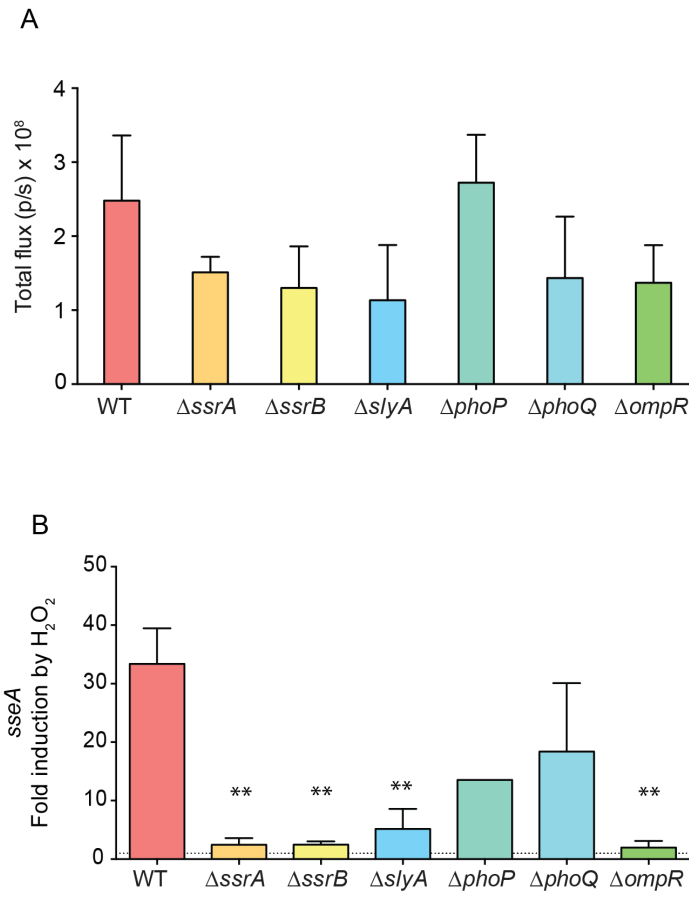 A
Total flux (p/s) x 10⁸
4
3
2
1
0
WT ΔssrA ΔssrB ΔslyA ΔphoP ΔphoQ ΔompR
B
sseA
Fold induction by H₂O₂
50
40
30
20
10
0
** ** ** **
WT ΔssrA ΔssrB ΔslyA ΔphoP ΔphoQ ΔompR